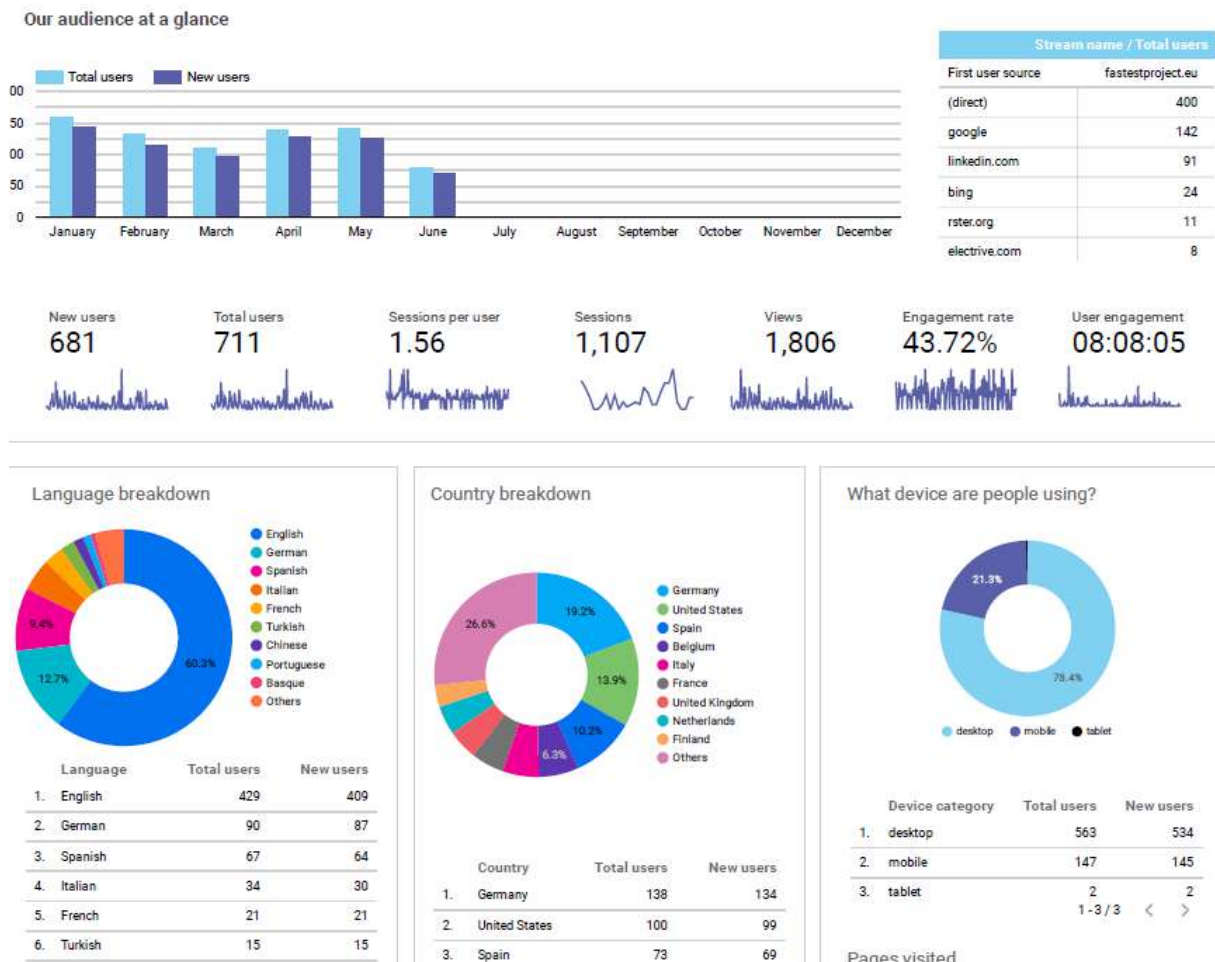 Our audience at a glance
Total users New users
00
50
00
50
0
January February March April May June July August September October November December
Stream name / Total users
First user source fastestproject.eu
(direct) 400
google 142
linkedin.com 91
bing 24
rster.org 11
electrive.com 8
New users Total users Sessions per user Sessions Views Engagement rate User engagement
681 711 1.56 1,107 1,806 43.72% 08:08:05
Language breakdown
English
German
Spanish
Italian
French
Turkish
Chinese
Portuguese
Basque
Others
9.4%
12.7%
60.3%
Language Total users New users
1. English 429 409
2. German 90 87
3. Spanish 67 64
4. Italian 34 30
5. French 21 21
6. Turkish 15 15
Country breakdown
Germany
United States
Spain
Belgium
Italy
France
United Kingdom
Netherlands
Finland
Others
26.6%
19.2%
13.9%
10.2%
6.3%
Country Total users New users
1. Germany 138 134
2. United States 100 99
3. Spain 73 69
What device are people using?
21.3%
78.4%
desktop mobile tablet
Device category Total users New users
1. desktop 563 534
2. mobile 147 145
3. tablet 2 2
1 - 3 / 3 < >
Pages visited